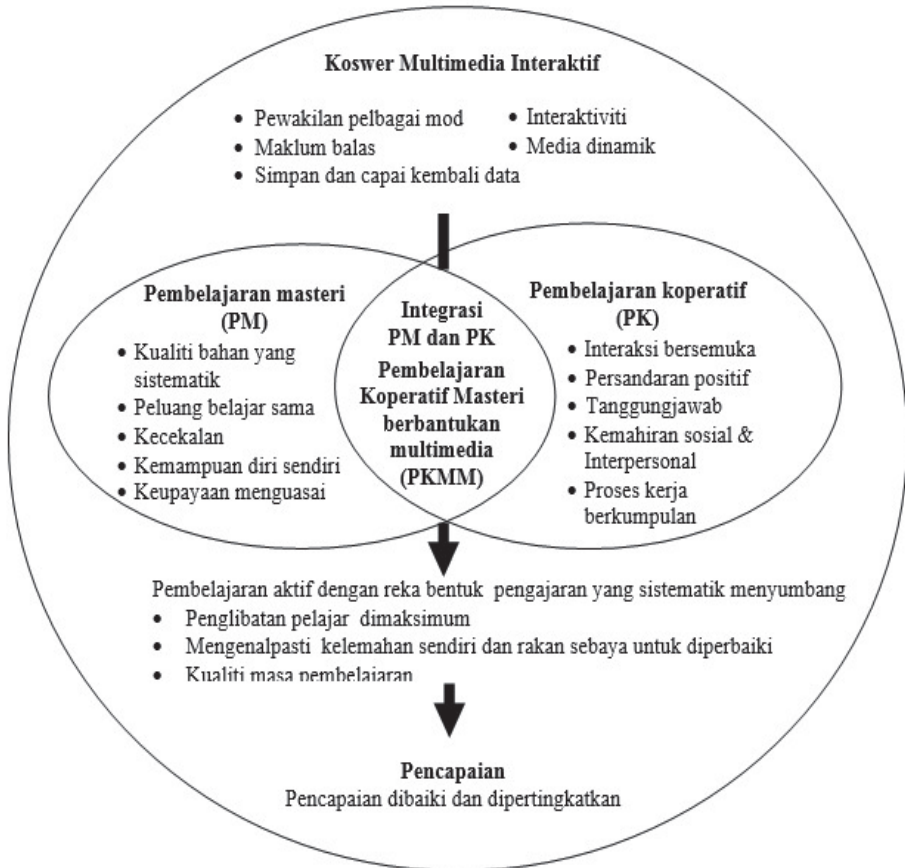 Koswer Multimedia Interaktif
• Pewakilan pelbagai mod
• Maklum balas
• Simpan dan capai kembali data
• Interaktiviti
• Media dinamik
Pembelajaran masteri
(PM)
• Kualiti bahan yang
sistematik
• Peluang belajar sama
• Kecekalan
• Kemampuan diri sendiri
• Keupayaan menguasai
Integrasi
PM dan PK
Pembelajaran
Koperatif Masteri
berbantukan
multimedia
(PKMM)
Pembelajaran koperatif
(PK)
• Interaksi bersemuka
• Persandaran positif
• Tanggungjawab
• Kemahiran sosial &
Interpersonal
• Proses kerja
berkumpulan
Pembelajaran aktif dengan reka bentuk pengajaran yang sistematik menyumbang
• Penglibatan pelajar dimaksimum
• Mengenalpasti kelemahan sendiri dan rakan sebaya untuk diperbaiki
• Kualiti masa pembelajaran
Pencapaian
Pencapaian dibaiki dan dipertingkatkan